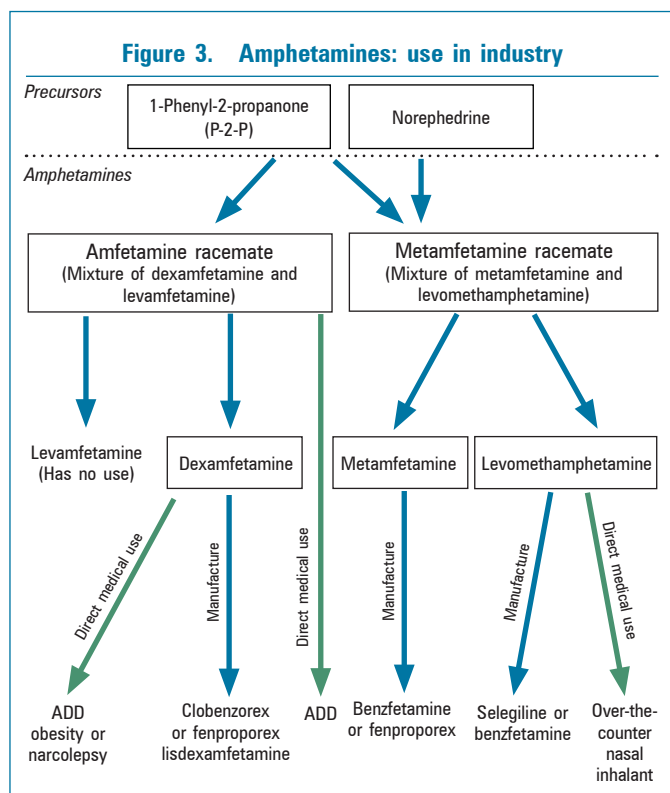 Figure 3. Amphetamines: use in industry
Precursors
1-Phenyl-2-propanone
(P-2-P)
Norephedrine
Amphetamines
Amfetamine racemate
(Mixture of dexamfetamine and
levamfetamine)
Metamfetamine racemate
(Mixture of metamfetamine and
levomethamphetamine)
Levamfetamine
(Has no use)
Dexamfetamine
Metamfetamine
Levomethamphetamine
Direct medical use
Manufacture
Direct medical use
Manufacture
Manufacture
Direct medical use
ADD
obesity or
narcolepsy
Clobenzorex
or fenproporex
lisdexamfetamine
ADD
Benzfetamine
or fenproporex
Selegiline or
benzfetamine
Over-the-
counter
nasal
inhalant